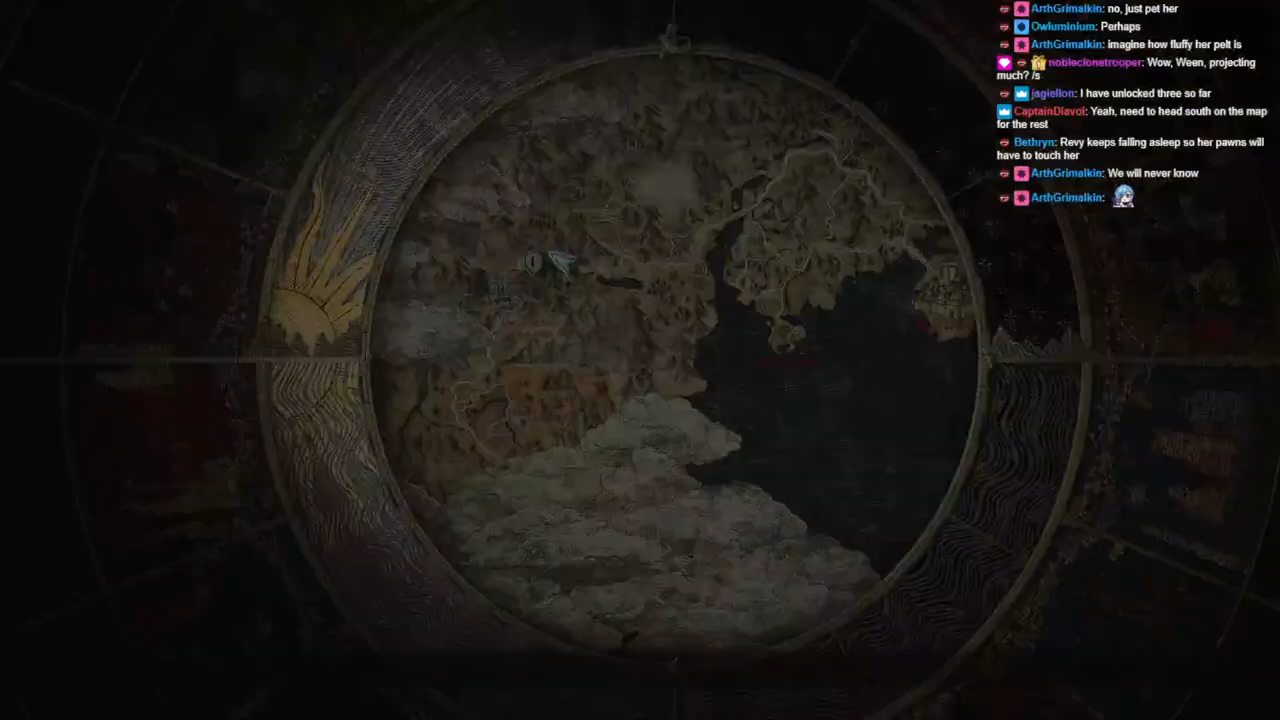 ArthGrimalkin: no, just pet her
Owluminium: Perhaps
ArthGrimalkin: imagine how fluffy her pelt is
nobleclonetrooper: Wow, Ween, projecting
much? /s
jagiellon: I have unlocked three so far
CaptainDiavol: Yeah, need to head south on the map
for the rest
Bethryn: Revy keeps falling asleep so her pawns will
have to touch her
ArthGrimalkin: We will never know
ArthGrimalkin: